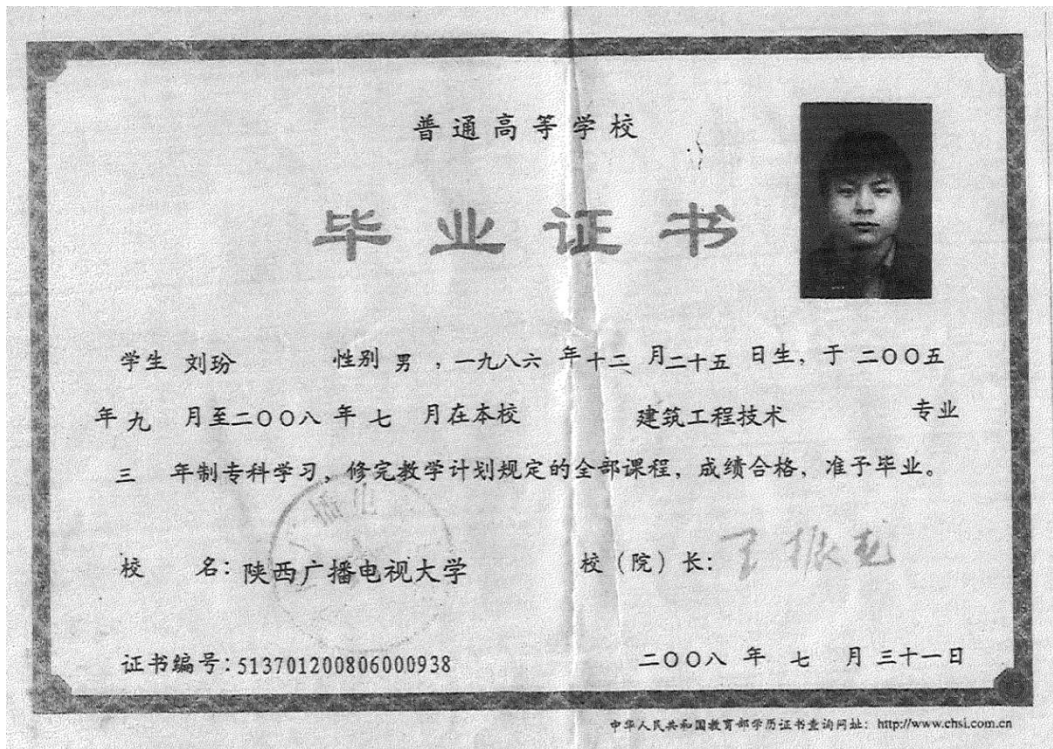 普通高等学校
毕业证书
学生 刘玢 性别 男 ，一九八六 年 十二 月 二十五 日生，于 二〇〇五
年 九 月至 二〇〇八 年 七 月在本校 建筑工程技术 专业
三 年制专科学习，修完教学计划规定的全部课程，成绩合格，准予毕业。
校 名：陕西广播电视大学 校（院）长：王振龙
证书编号：513701200806000938 二〇〇八 年 七 月 三十一日
中华人民共和国教育部学历证书查询网址：http://www.chsi.com.cn